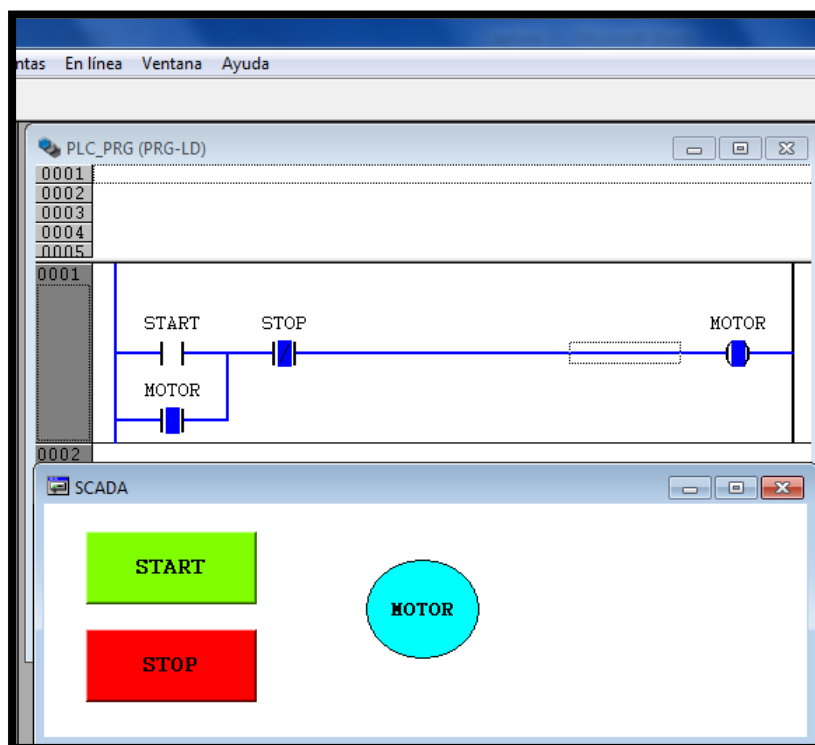 ntas En línea Ventana Ayuda
PLC_PRG (PRG-LD)
0001
0002
0003
0004
0005
0001
START STOP MOTOR
MOTOR
0002
SCADA
START
MOTOR
STOP